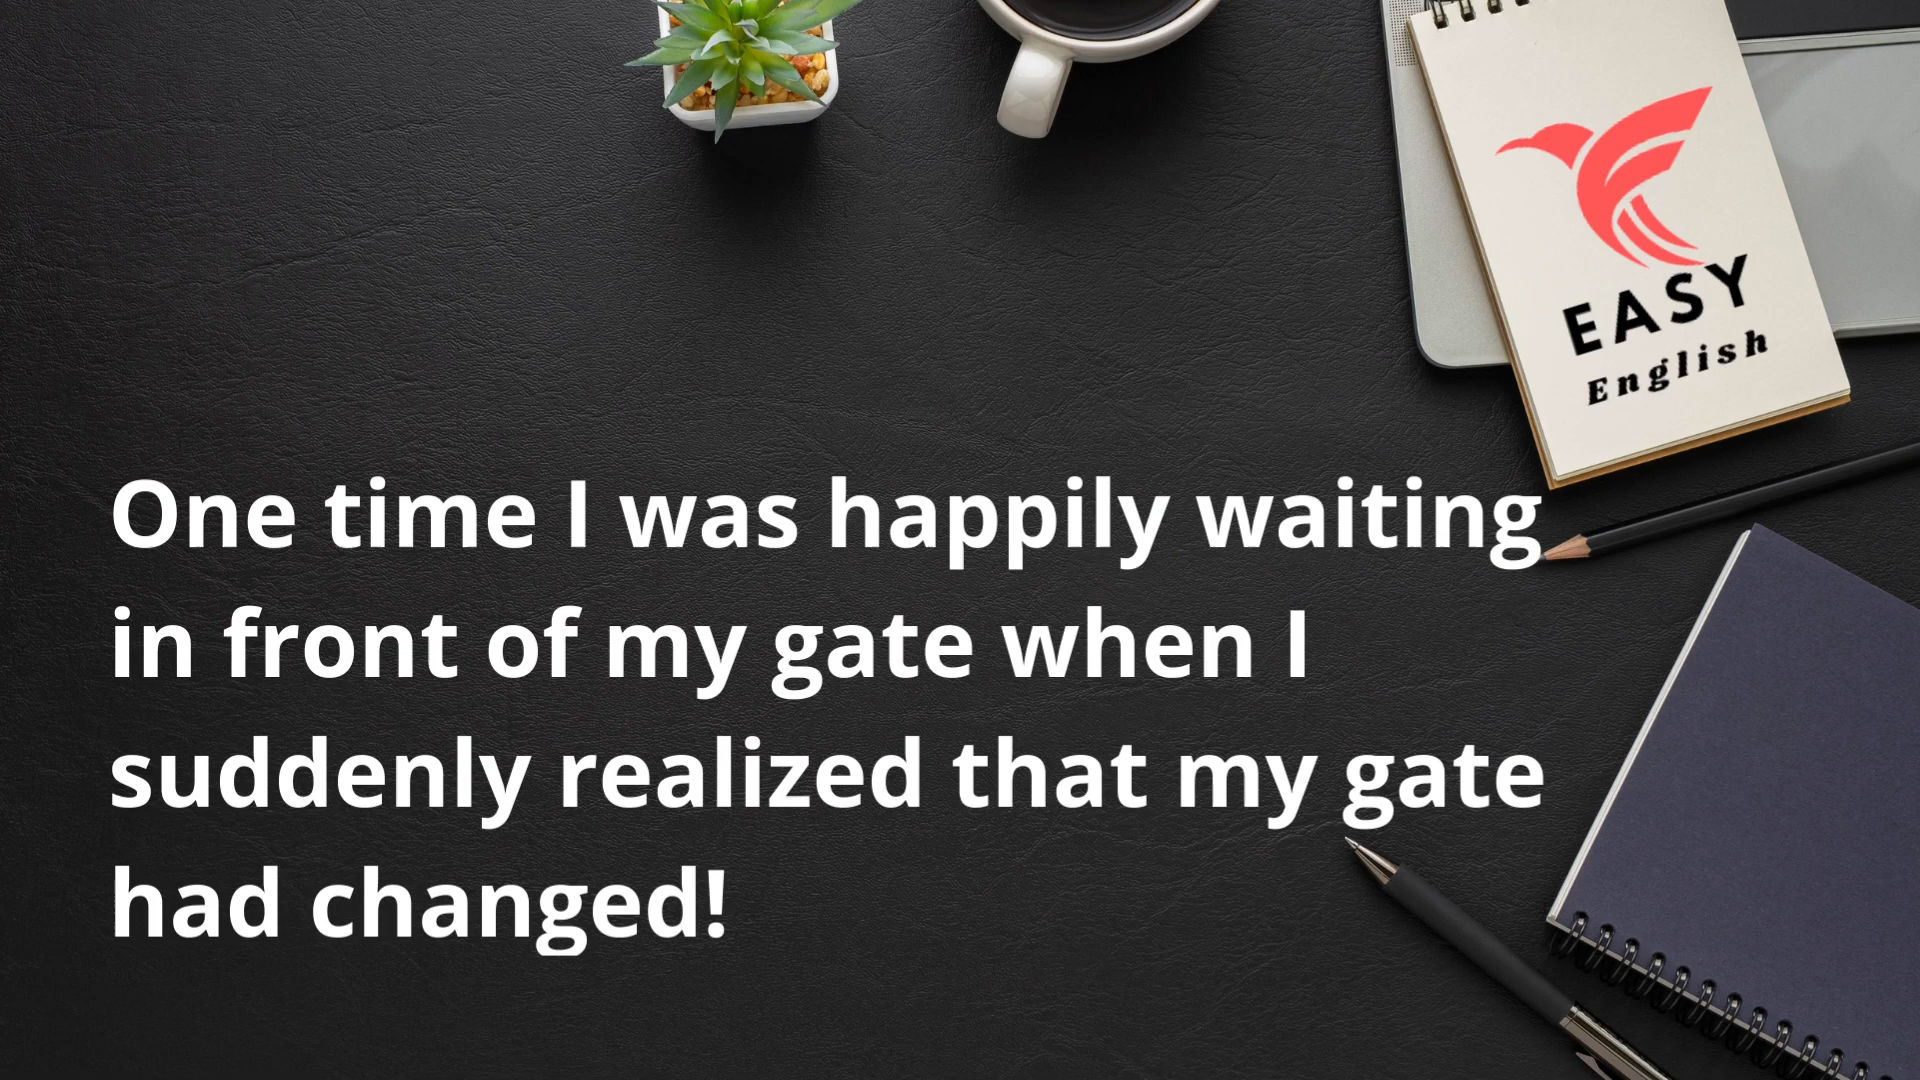 EASY
English
One time I was happily waiting
in front of my gate when I
suddenly realized that my gate
had changed!